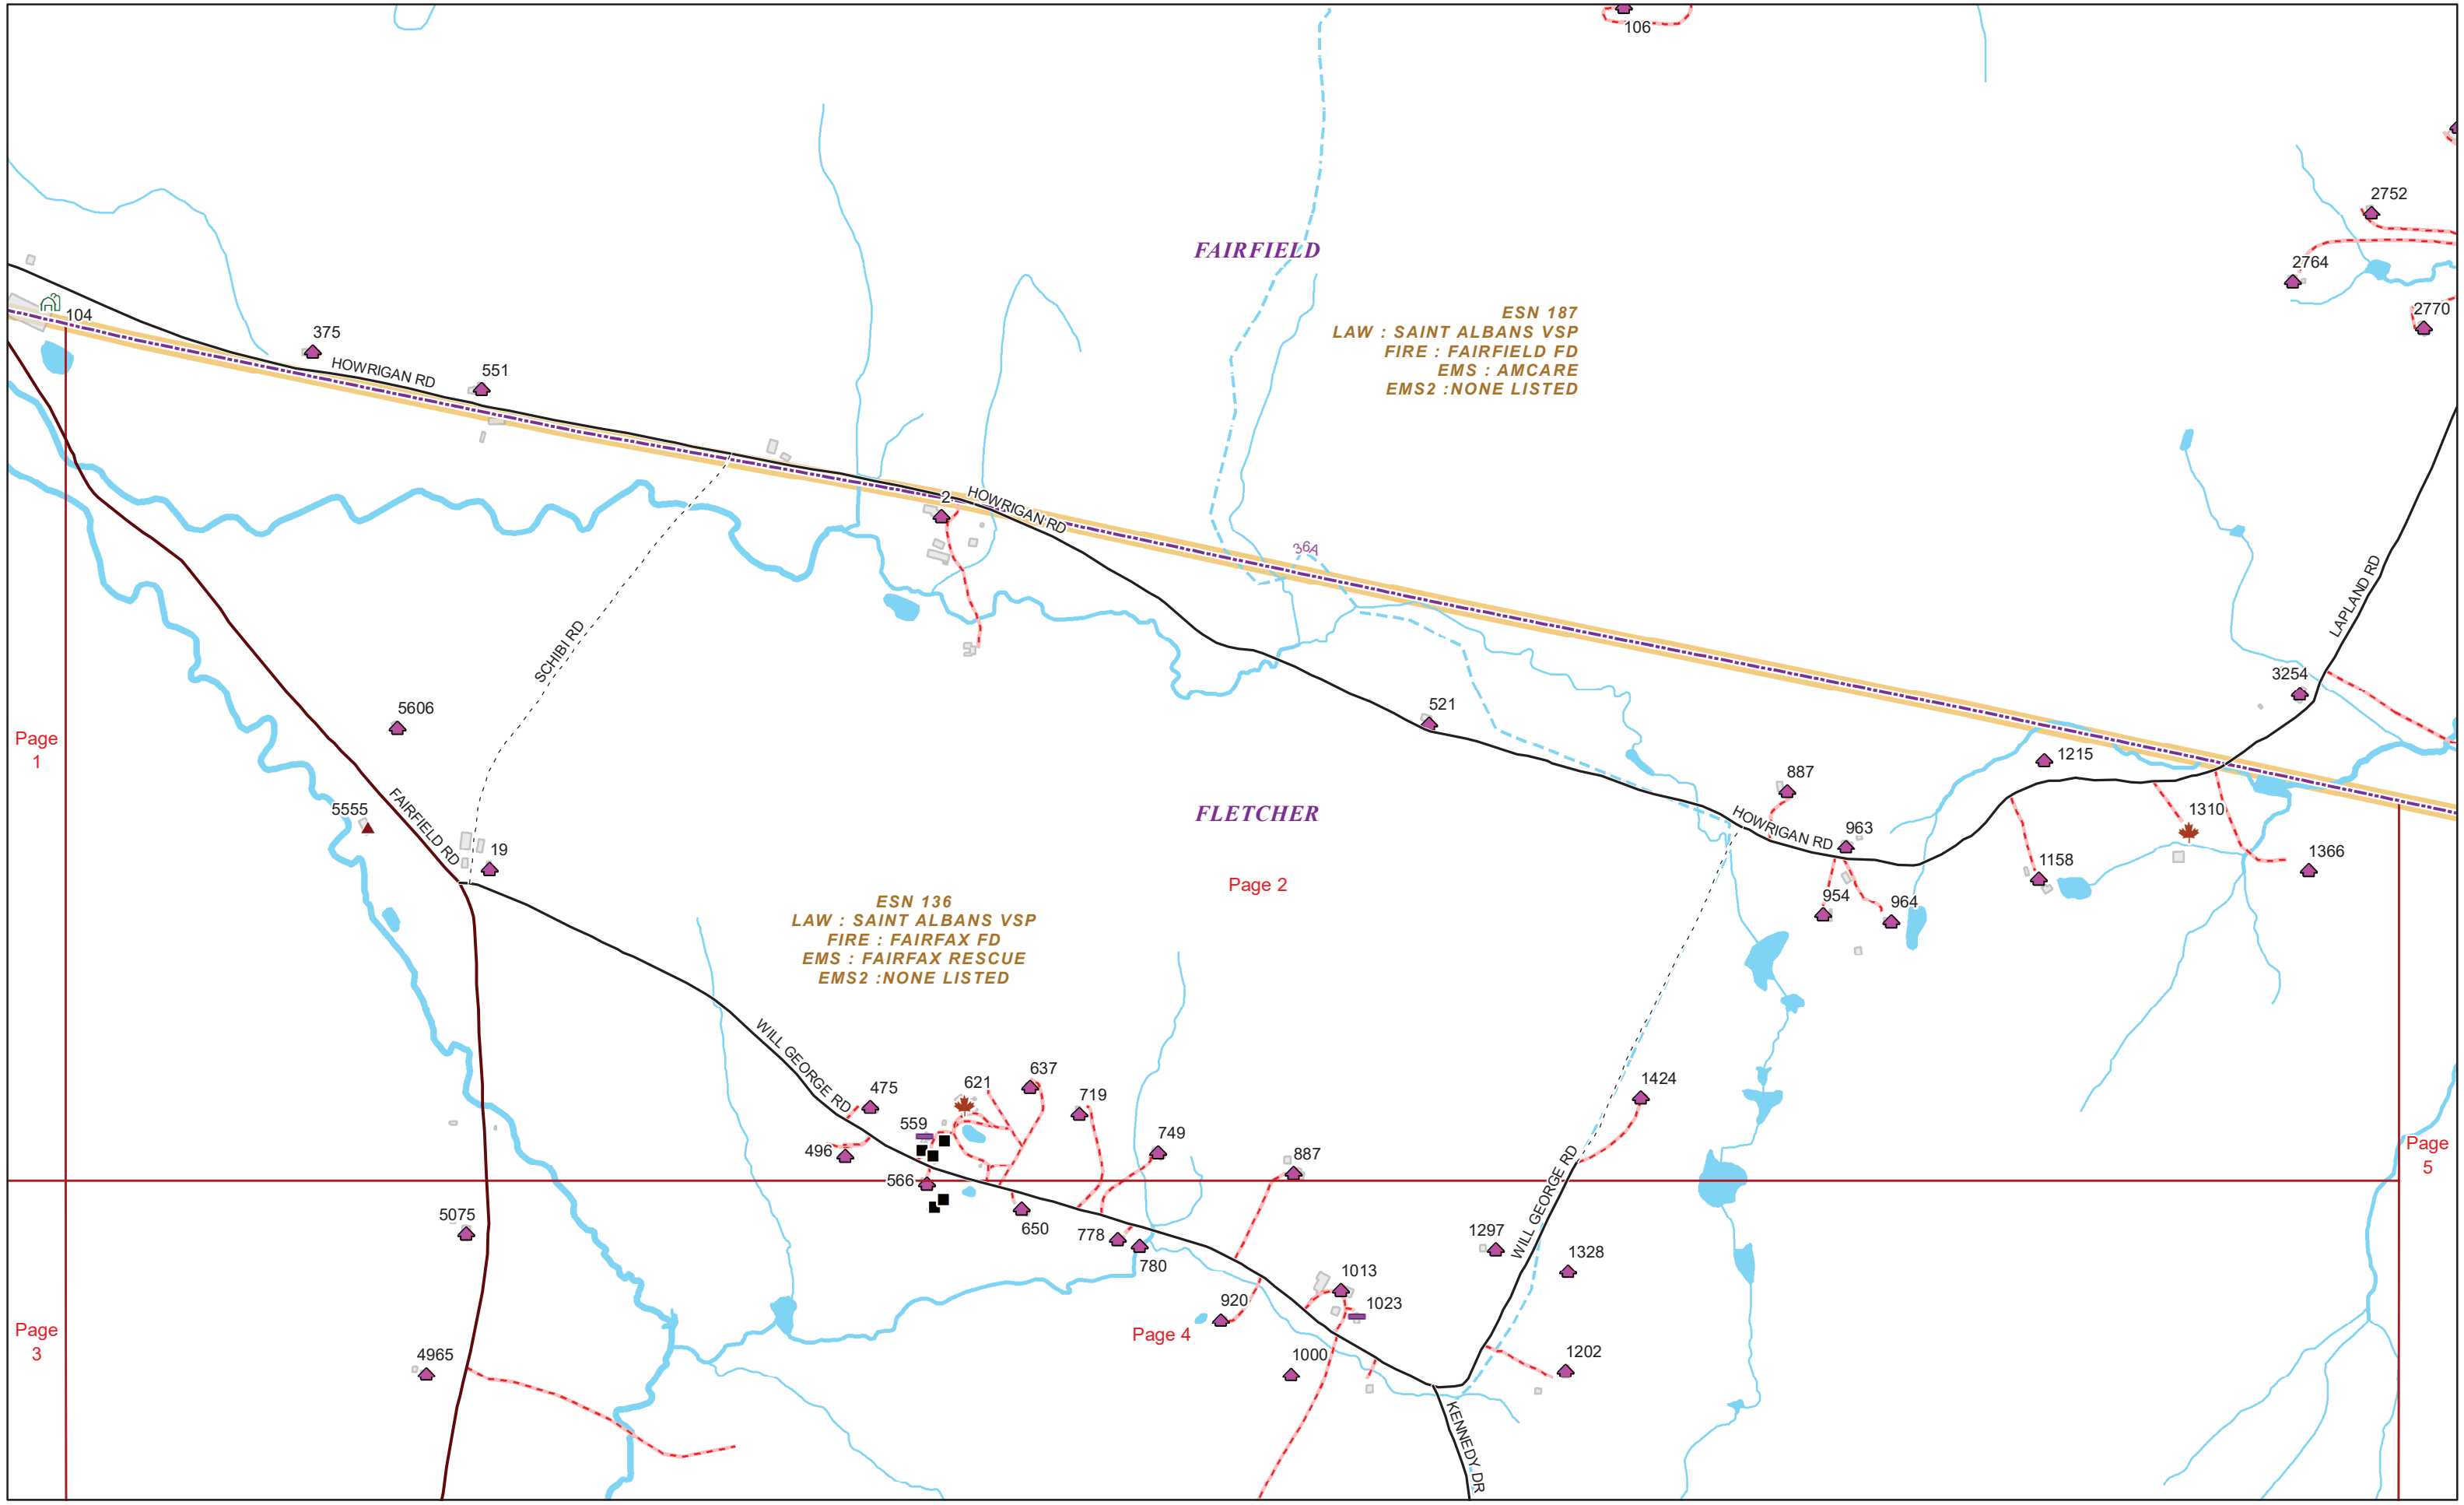 106
2752
FAIRFIELD
2764
ESN 187
LAW : SAINT ALBANS VSP
FIRE : FAIRFIELD FD
EMS : AMCARE
EMS2 :NONE LISTED
2770
104
375
HOWRIGAN RD
551
2
HOWRIGAN RD
36A
LAPLAND RD
SCHIBI RD
3254
5606
521
Page
1
1215
887
5555
FAIRFIELD RD
FLETCHER
1310
HOWRIGAN RD
963
19
1158
1366
Page 2
954
964
ESN 136
LAW : SAINT ALBANS VSP
FIRE : FAIRFAX FD
EMS : FAIRFAX RESCUE
EMS2 :NONE LISTED
WILL GEORGE RD
475
621
637
719
1424
559
749
496
887
Page
5
566
WILL GEORGE RD
5075
650
778
780
1297
1328
1013
920
1023
Page
3
Page 4
4965
1000
1202
KENNEDY DR